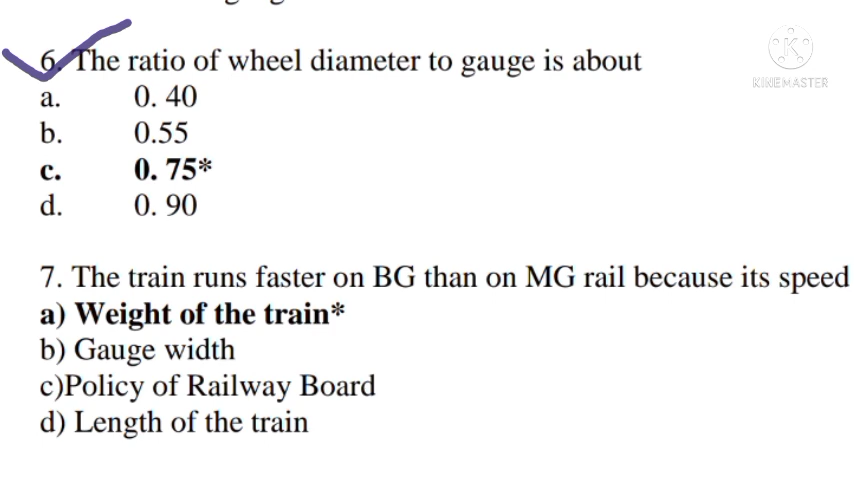 6. The ratio of wheel diameter to gauge is about
K
KINEMASTER
a. 0. 40
b. 0.55
c. 0. 75*
d. 0. 90
7. The train runs faster on BG than on MG rail because its speed
a) Weight of the train*
b) Gauge width
c)Policy of Railway Board
d) Length of the train